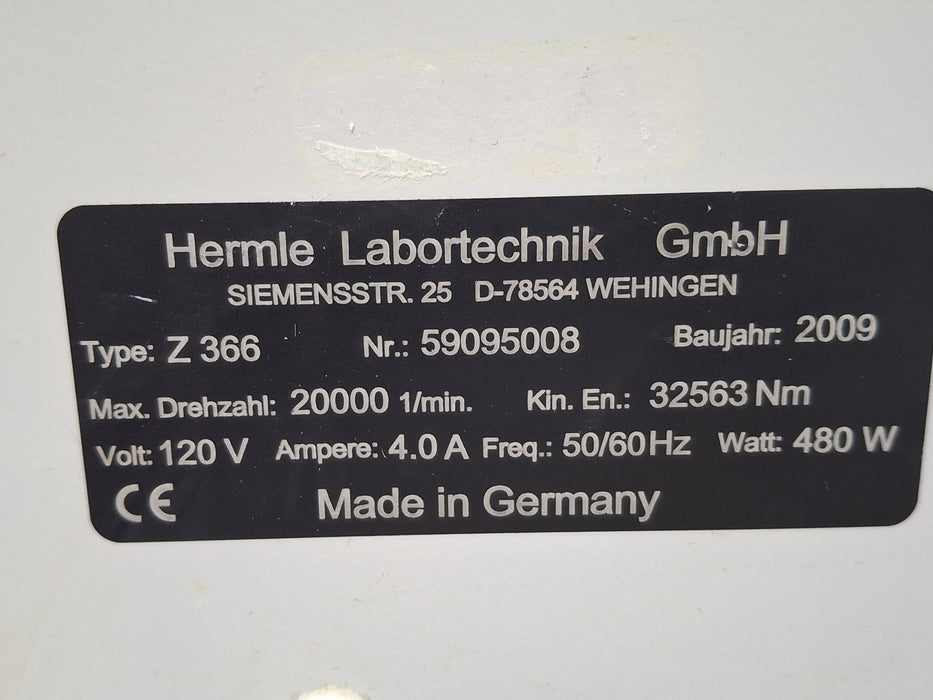 Hermle Labortechnik GmbH
SIEMENSSTR. 25 D-78564 WEHINGEN
Type: Z 366 Nr.: 59095008 Baujahr: 2009
Max. Drehzahl: 20000 1/min. Kin. En.: 32563 Nm
Volt: 120 V Ampere: 4.0 A Freq.: 50/60 Hz Watt: 480 W
CE Made in Germany